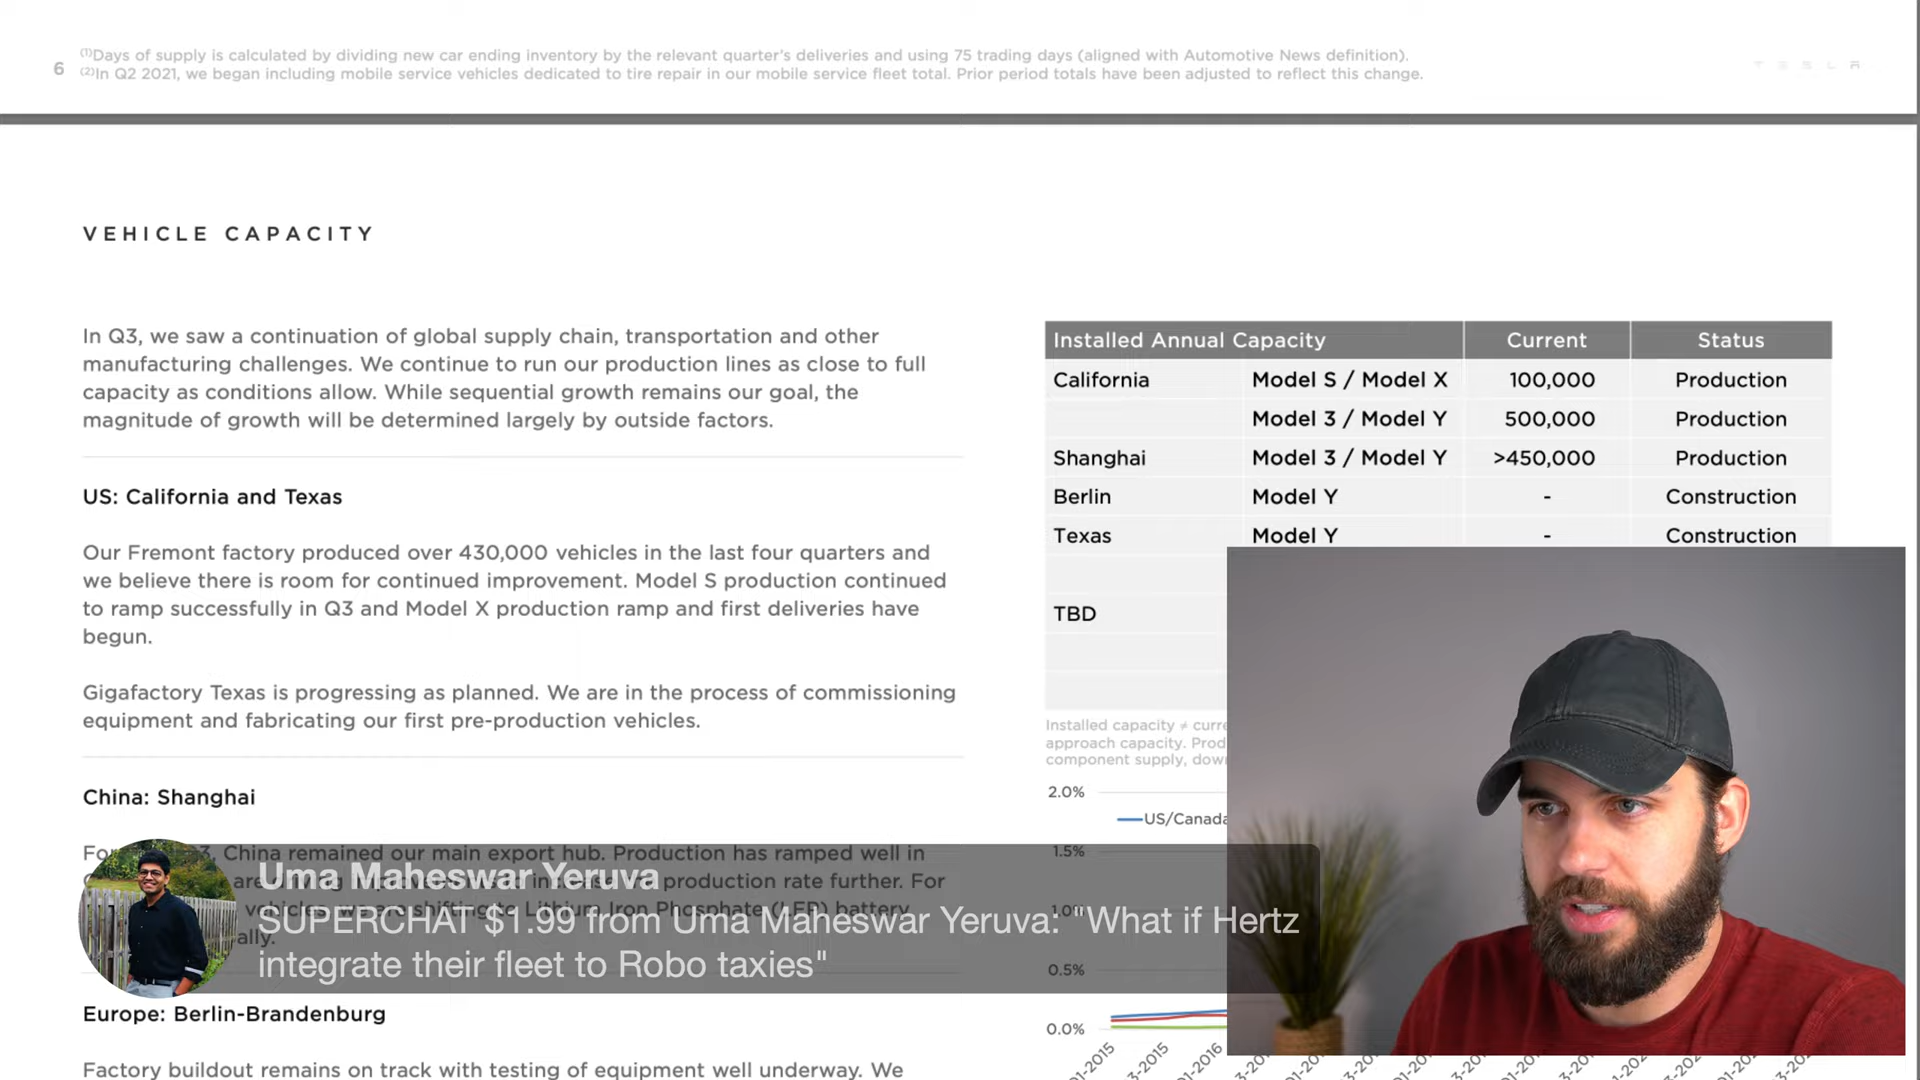 6
(1)Days of supply is calculated by dividing new car ending inventory by the relevant quarter's deliveries and using 75 trading days (aligned with Automotive News definition).
(2)In Q2 2021, we began including mobile service vehicles dedicated to tire repair in our mobile service fleet total. Prior period totals have been adjusted to reflect this change.
VEHICLE CAPACITY
In Q3, we saw a continuation of global supply chain, transportation and other
manufacturing challenges. We continue to run our production lines as close to full
capacity as conditions allow. While sequential growth remains our goal, the
magnitude of growth will be determined largely by outside factors.
US: California and Texas
Our Fremont factory produced over 430,000 vehicles in the last four quarters and
we believe there is room for continued improvement. Model S production continued
to ramp successfully in Q3 and Model X production ramp and first deliveries have
begun.
Gigafactory Texas is progressing as planned. We are in the process of commissioning
equipment and fabricating our first pre-production vehicles.
China: Shanghai
China remained our main export hub. Production has ramped well in
production rate further. For
Lithium Iron Phosphate (LFP) battery
Uma Maheswar Yeruva
SUPERCHAT $1.99 from Uma Maheswar Yeruva: "What if Hertz
integrate their fleet to Robo taxies"
Europe: Berlin-Brandenburg
Factory buildout remains on track with testing of equipment well underway. We
Installed Annual Capacity Current Status
California Model S / Model X 100,000 Production
Model 3 / Model Y 500,000 Production
Shanghai Model 3 / Model Y >450,000 Production
Berlin Model Y - Construction
Texas Model Y - Construction
TBD
Installed capacity ≠
approach capacity.
component supply,
2.0%
US/Canada
1.5%
1.0%
0.5%
0.0%